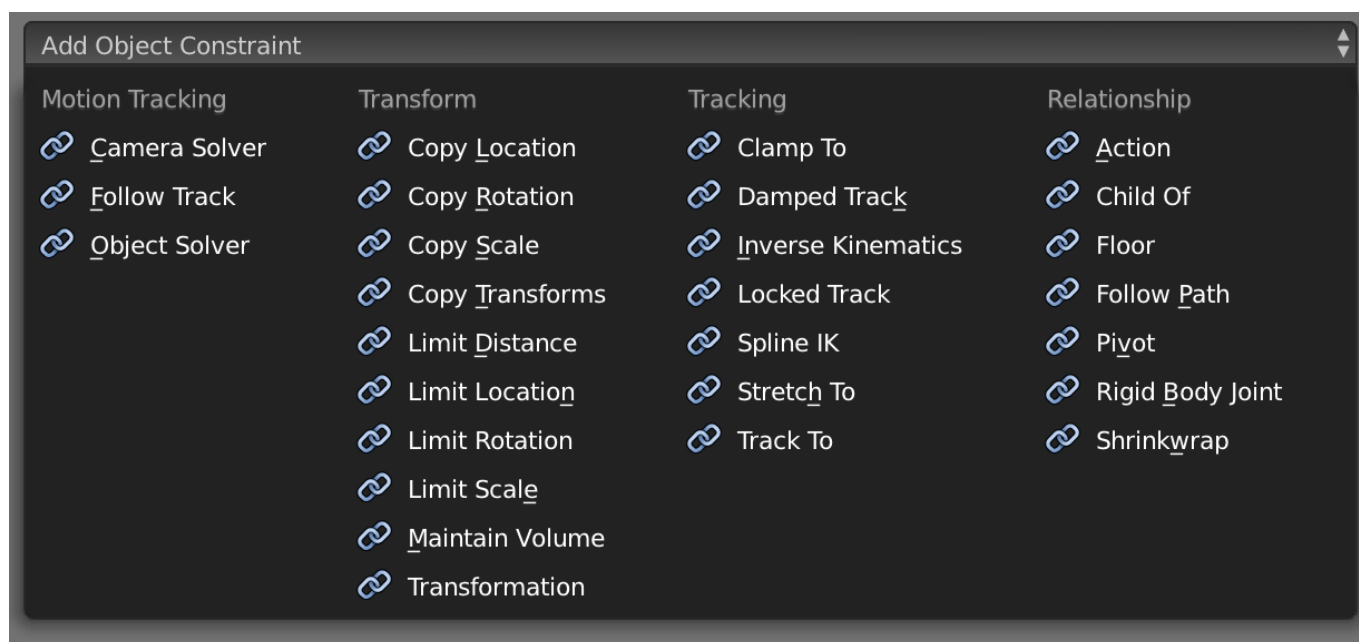 Add Object Constraint
Motion Tracking
Camera Solver
Follow Track
Object Solver
Transform
Copy Location
Copy Rotation
Copy Scale
Copy Transforms
Limit Distance
Limit Location
Limit Rotation
Limit Scale
Maintain Volume
Transformation
Tracking
Clamp To
Damped Track
Inverse Kinematics
Locked Track
Spline IK
Stretch To
Track To
Relationship
Action
Child Of
Floor
Follow Path
Pivot
Rigid Body Joint
Shrinkwrap